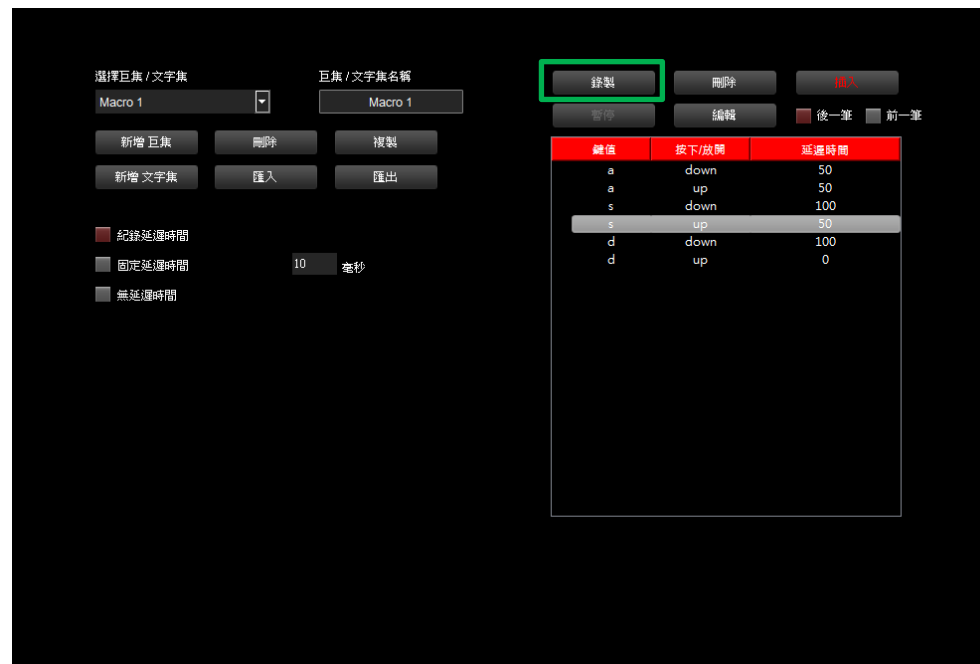 選擇巨集 / 文字集
巨集 / 文字集名稱
Macro 1
Macro 1
新增 巨集
刪除
複製
新增 文字集
匯入
匯出
紀錄延遲時間
固定延遲時間
10
毫秒
無延遲時間
錄製
刪除
插入
暫停
編輯
後一筆
前一筆
鍵值 按下/放開 延遲時間
a down 50
a up 50
s down 100
s up 50
d down 100
d up 0